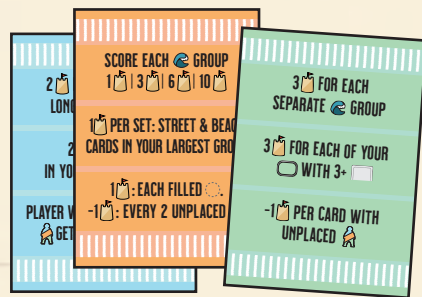 2
LON
2
IN YO
PLAYER W
GET
SCORE EACH GROUP
1 | 3 | 6 | 10
1 PER SET: STREET & BEAC
CARDS IN YOUR LARGEST GRO
1 : EACH FILLED .
-1 : EVERY 2 UNPLACED
3 FOR EACH
SEPARATE GROUP
3 FOR EACH OF YOUR
WITH 3+
-1 PER CARD WITH
UNPLACED